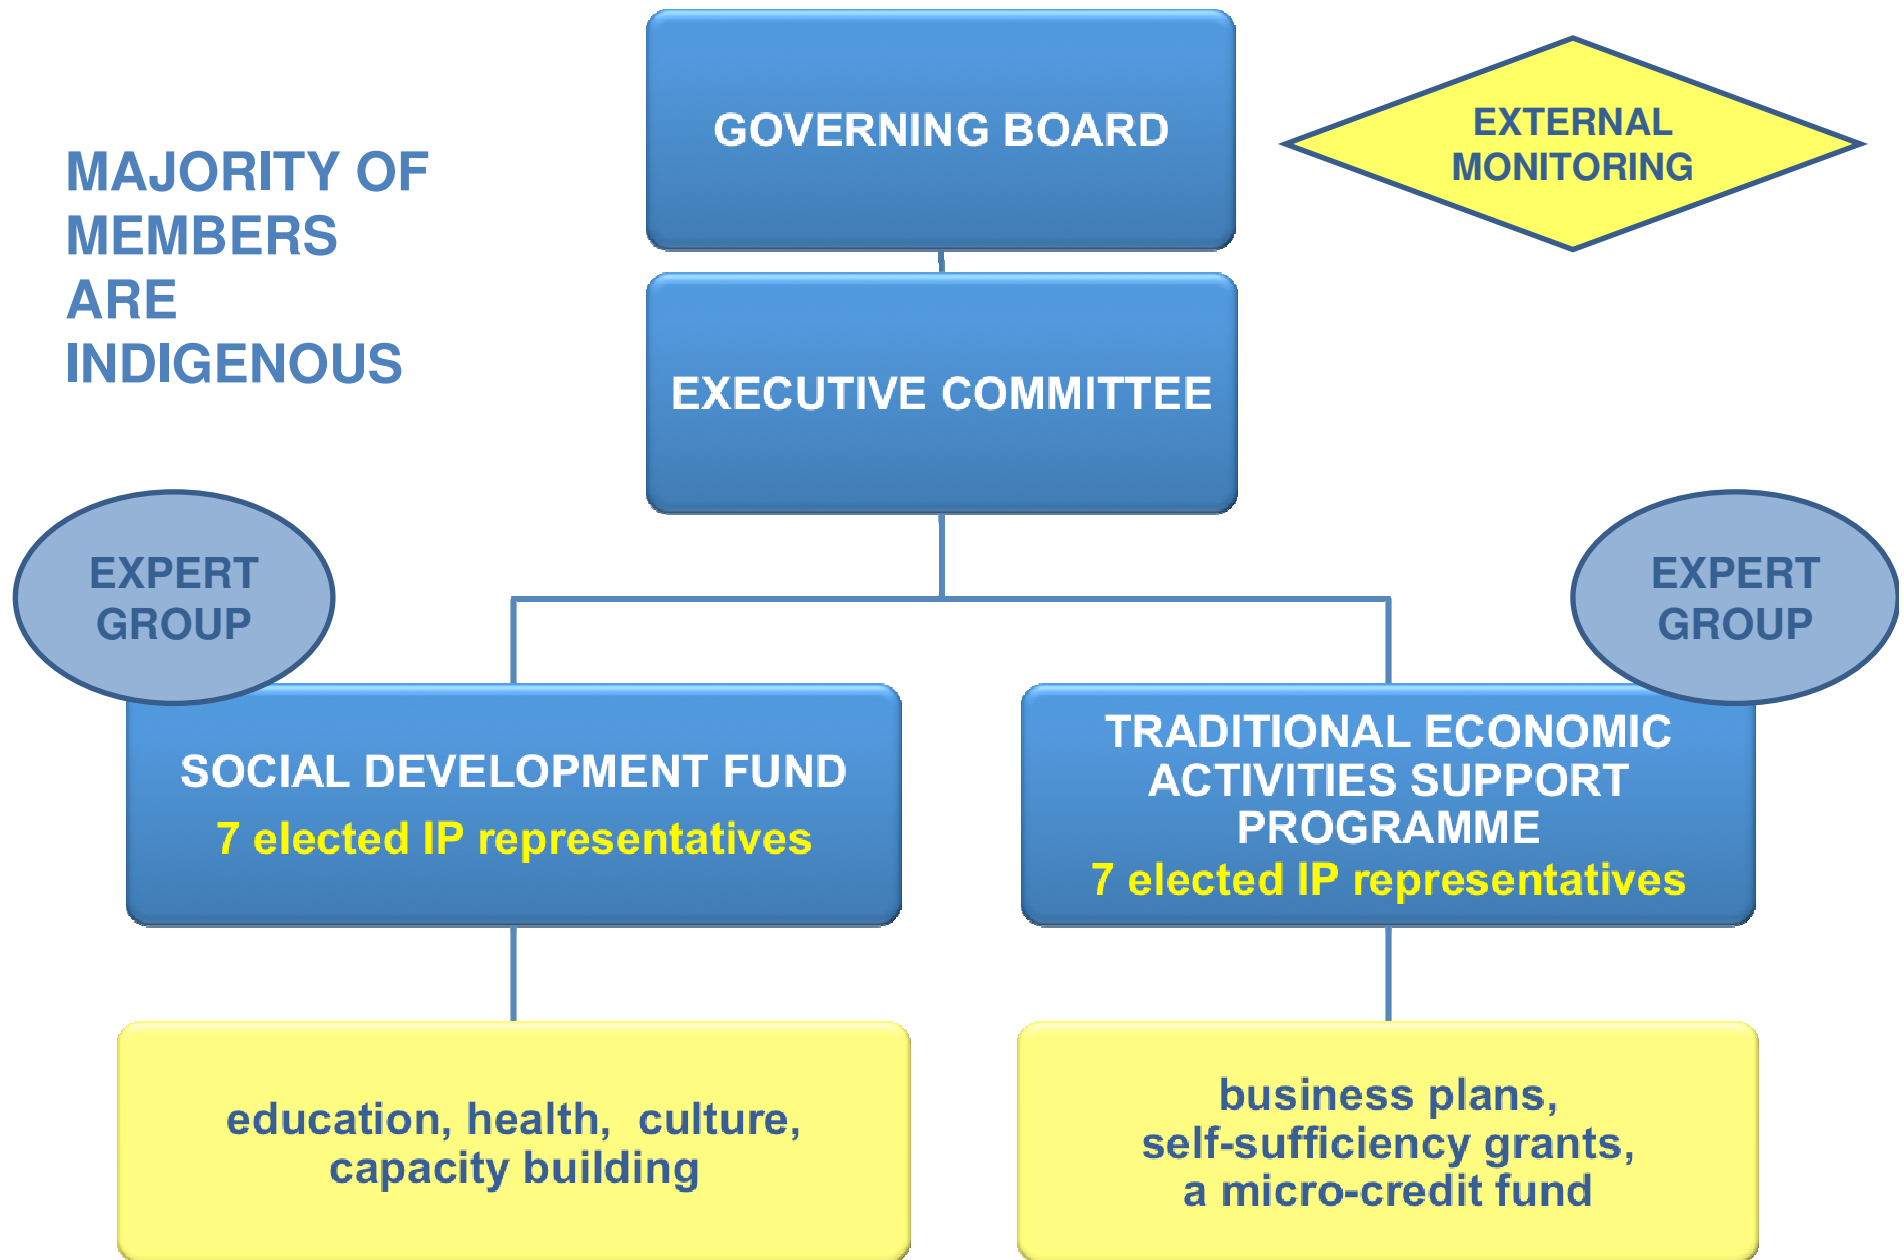 GOVERNING BOARD
EXTERNAL
MONITORING
MAJORITY OF
MEMBERS
ARE
INDIGENOUS
EXECUTIVE COMMITTEE
EXPERT
GROUP
EXPERT
GROUP
SOCIAL DEVELOPMENT FUND
7 elected IP representatives
TRADITIONAL ECONOMIC
ACTIVITIES SUPPORT
PROGRAMME
7 elected IP representatives
education, health, culture,
capacity building
business plans,
self-sufficiency grants,
a micro-credit fund